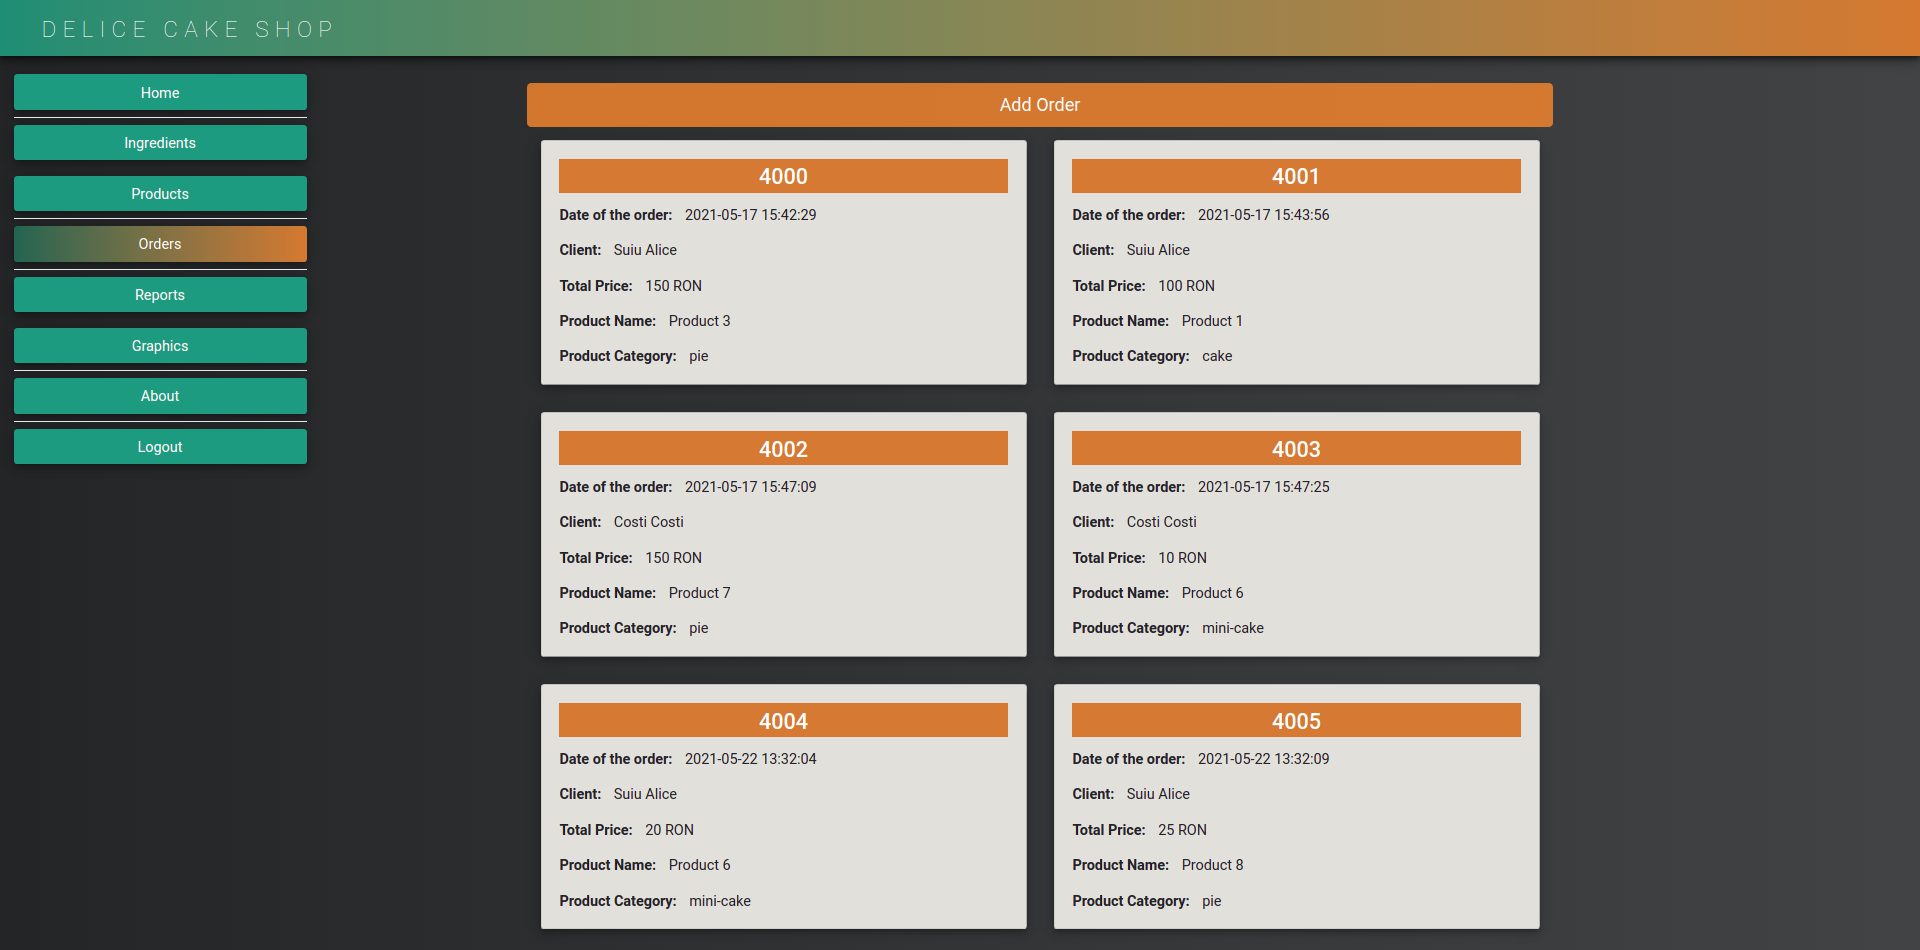 DELICE CAKE SHOP
Home
Ingredients
Products
Orders
Reports
Graphics
About
Logout
Add Order
4000
Date of the order: 2021-05-17 15:42:29
Client: Suiu Alice
Total Price: 150 RON
Product Name: Product 3
Product Category: pie
4001
Date of the order: 2021-05-17 15:43:56
Client: Suiu Alice
Total Price: 100 RON
Product Name: Product 1
Product Category: cake
4002
Date of the order: 2021-05-17 15:47:09
Client: Costi Costi
Total Price: 150 RON
Product Name: Product 7
Product Category: pie
4003
Date of the order: 2021-05-17 15:47:25
Client: Costi Costi
Total Price: 10 RON
Product Name: Product 6
Product Category: mini-cake
4004
Date of the order: 2021-05-22 13:32:04
Client: Suiu Alice
Total Price: 20 RON
Product Name: Product 6
Product Category: mini-cake
4005
Date of the order: 2021-05-22 13:32:09
Client: Suiu Alice
Total Price: 25 RON
Product Name: Product 8
Product Category: pie